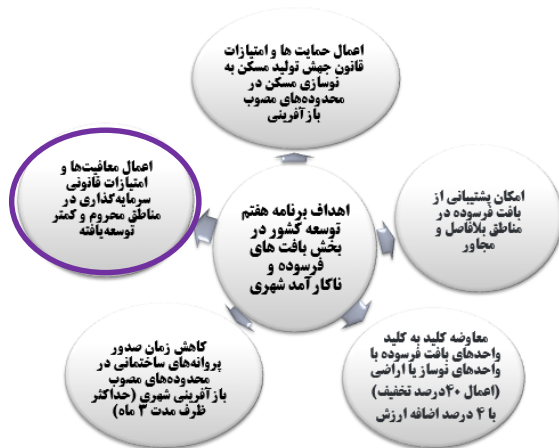 اعمال حمایت ها و امتیازات
قانون جهش تولید مسکن به
نوسازی مسکن در
محدوده‌های مصوب
بازآفرینی
امکان پشتیبانی از
بافت فرسوده در
مناطق بلافاصل و
مجاور
معاوضه کلید به کلید
واحدهای بافت فرسوده با
واحدهای نوساز یا اراضی
(اعمال ۴۰درصد تخفیف)
با ۴ درصد اضافه ارزش
کاهش زمان صدور
پروانه‌های ساختمانی در
محدوده‌های مصوب
بازآفرینی شهری (حداکثر
ظرف مدت ۳ ماه)
اعمال معافیت‌ها و
امتیازات قانونی
سرمایه‌گذاری در
مناطق محروم و کمتر
توسعه‌یافته
اهداف برنامه هفتم
توسعه کشور در
بخش بافت های
فرسوده و
ناکارآمد شهری